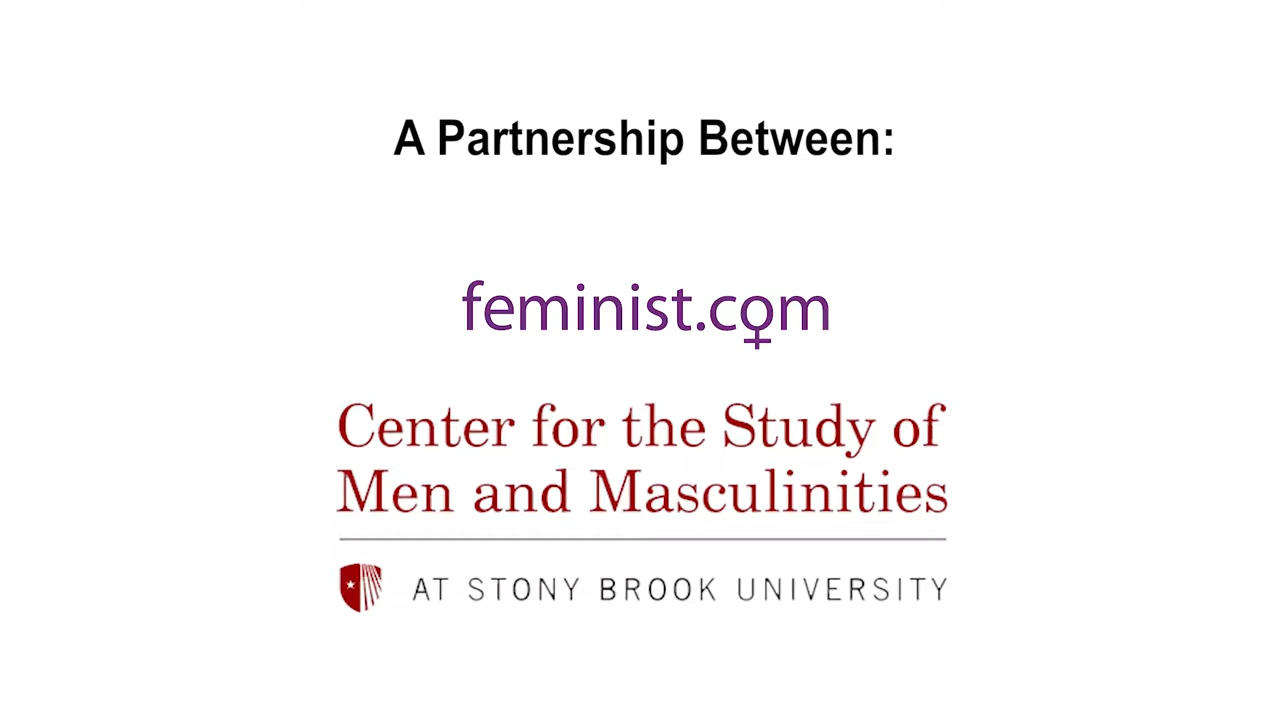 A Partnership Between:
feminist.com
Center for the Study of
Men and Masculinities
AT STONY BROOK UNIVERSITY